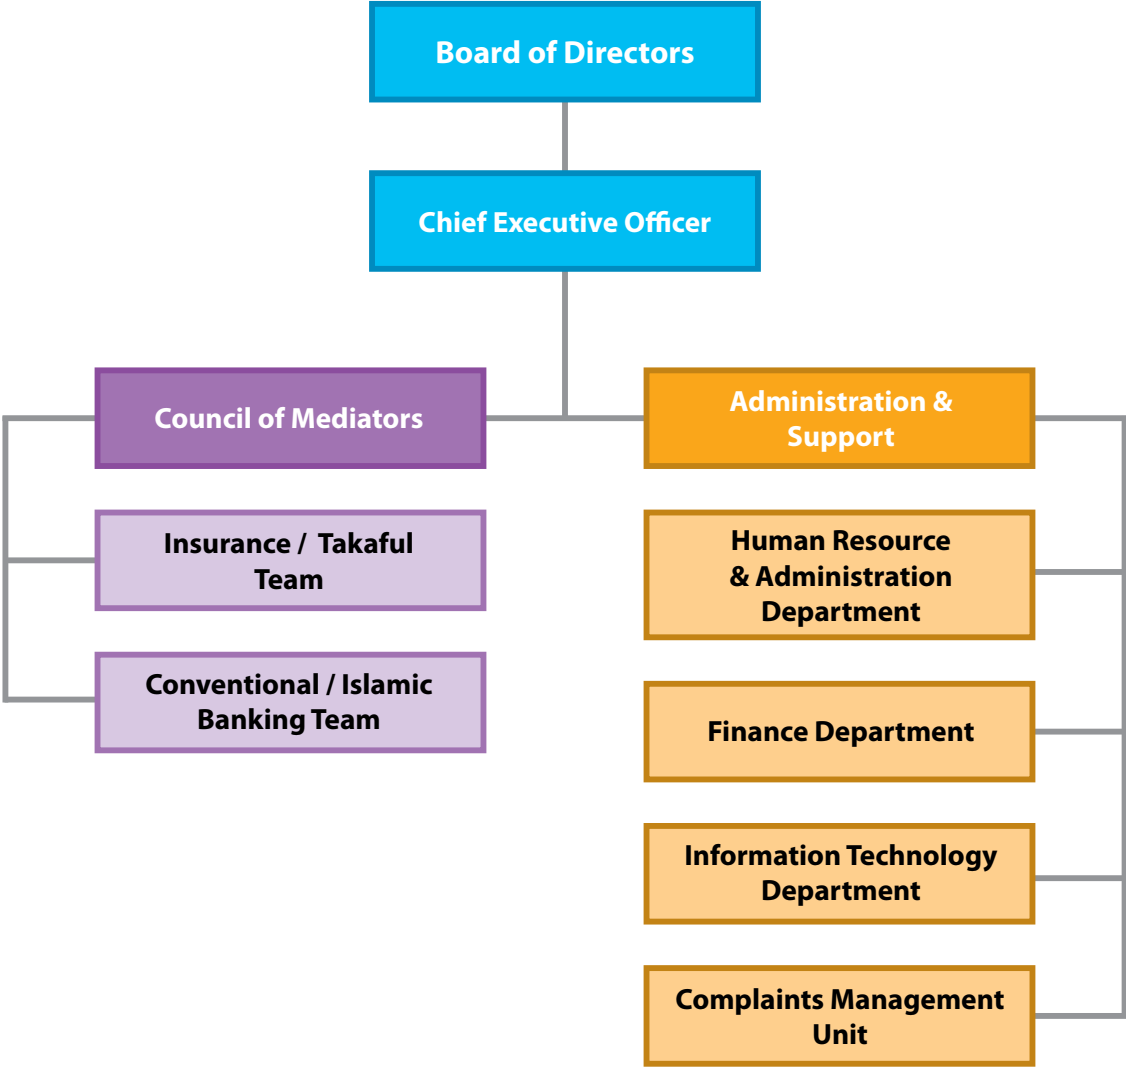 Board of Directors
Chief Executive Officer
Council of Mediators
Insurance / Takaful
Team
Conventional / Islamic
Banking Team
Administration &
Support
Human Resource
& Administration
Department
Finance Department
Information Technology
Department
Complaints Management
Unit